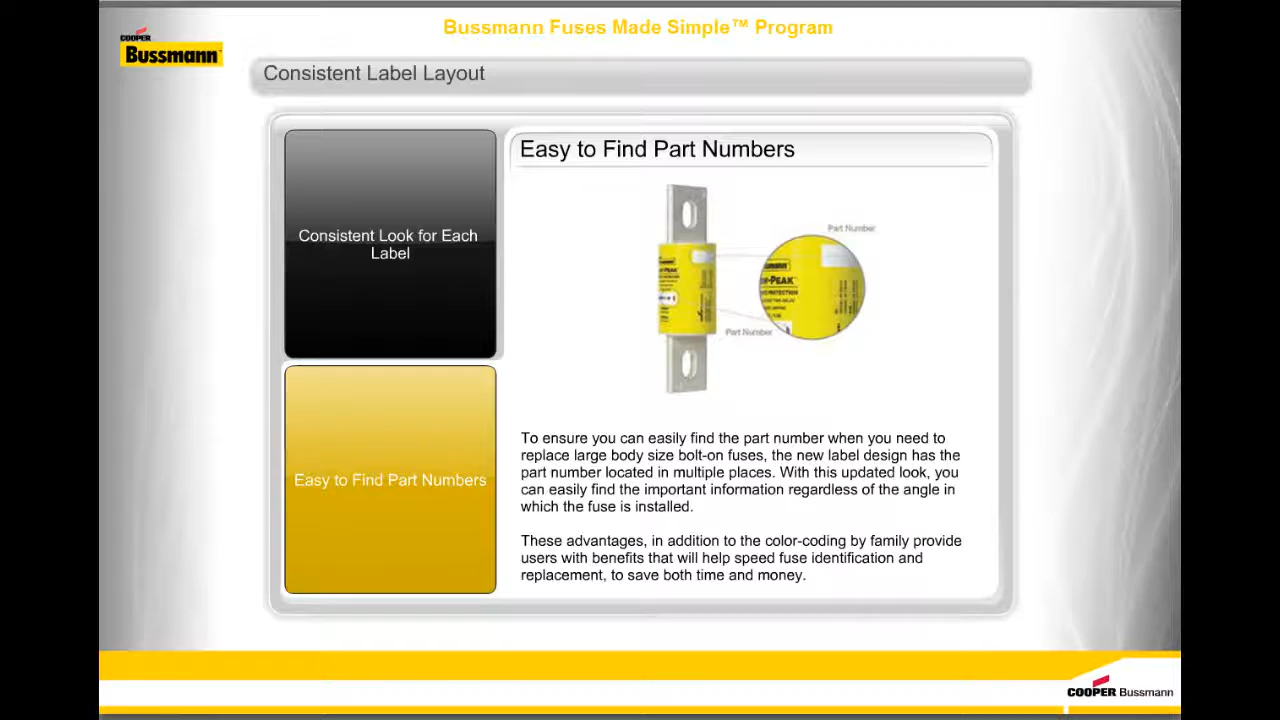 Bussmann Fuses Made Simple™ Program
COOPER
Bussmann
Consistent Label Layout
Consistent Look for Each
Label
Easy to Find Part Numbers
Easy to Find Part Numbers
Part Number
Part Number
-PEAK
To ensure you can easily find the part number when you need to
replace large body size bolt-on fuses, the new label design has the
part number located in multiple places. With this updated look, you
can easily find the important information regardless of the angle in
which the fuse is installed.
These advantages, in addition to the color-coding by family provide
users with benefits that will help speed fuse identification and
replacement, to save both time and money.
COOPER Bussmann